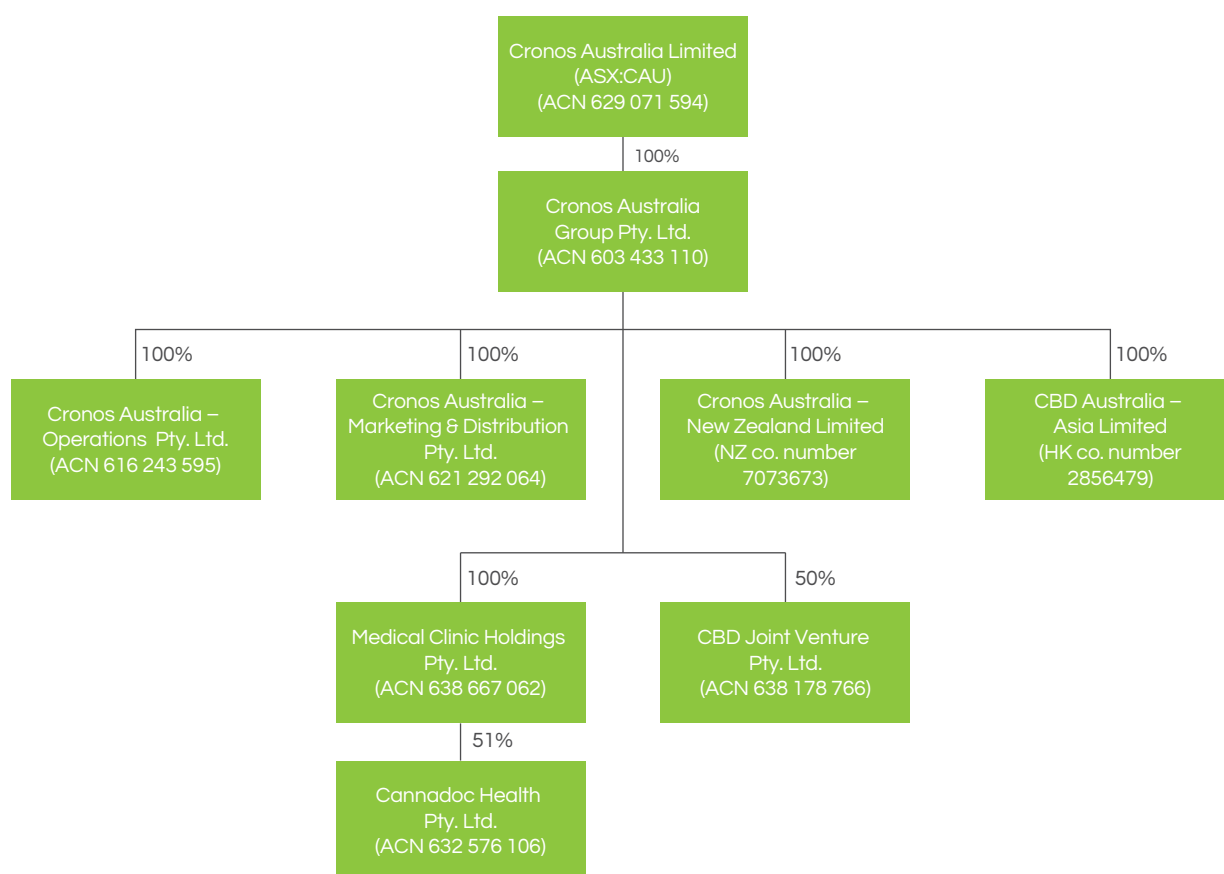 Cronos Australia Limited
(ASX:CAU)
(ACN 629 071 594)
100%
Cronos Australia
Group Pty. Ltd.
(ACN 603 433 110)
100%
100%
100%
100%
Cronos Australia –
Operations Pty. Ltd.
(ACN 616 243 595)
Cronos Australia –
Marketing & Distribution
Pty. Ltd.
(ACN 621 292 064)
Cronos Australia –
New Zealand Limited
(NZ co. number
7073673)
CBD Australia –
Asia Limited
(HK co. number
2856479)
100%
50%
Medical Clinic Holdings
Pty. Ltd.
(ACN 638 667 062)
CBD Joint Venture
Pty. Ltd.
(ACN 638 178 766)
51%
Cannadoc Health
Pty. Ltd.
(ACN 632 576 106)